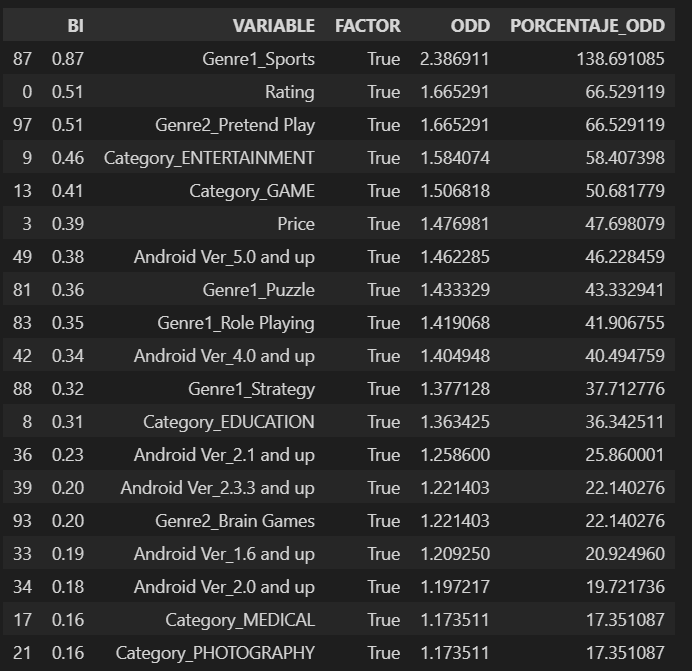 BI VARIABLE FACTOR ODD PORCENTAJE_ODD
87 0.87 Genre1_Sports True 2.386911 138.691085
0 0.51 Rating True 1.665291 66.529119
97 0.51 Genre2_Pretend Play True 1.665291 66.529119
9 0.46 Category_ENTERTAINMENT True 1.584074 58.407398
13 0.41 Category_GAME True 1.506818 50.681779
3 0.39 Price True 1.476981 47.698079
49 0.38 Android Ver_5.0 and up True 1.462285 46.228459
81 0.36 Genre1_Puzzle True 1.433329 43.332941
83 0.35 Genre1_Role Playing True 1.419068 41.906755
42 0.34 Android Ver_4.0 and up True 1.404948 40.494759
88 0.32 Genre1_Strategy True 1.377128 37.712776
8 0.31 Category_EDUCATION True 1.363425 36.342511
36 0.23 Android Ver_2.1 and up True 1.258600 25.860001
39 0.20 Android Ver_2.3.3 and up True 1.221403 22.140276
93 0.20 Genre2_Brain Games True 1.221403 22.140276
33 0.19 Android Ver_1.6 and up True 1.209250 20.924960
34 0.18 Android Ver_2.0 and up True 1.197217 19.721736
17 0.16 Category_MEDICAL True 1.173511 17.351087
21 0.16 Category_PHOTOGRAPHY True 1.173511 17.351087